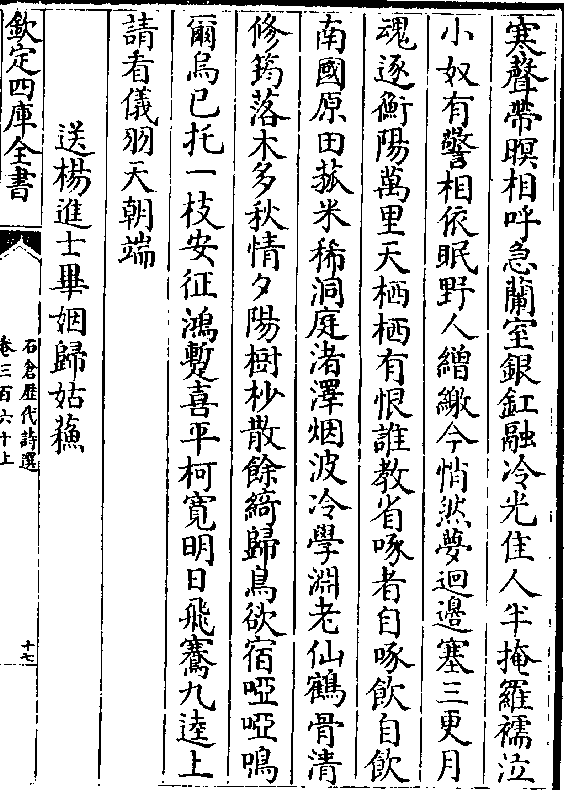 寒聲帶暝相呼急蘭室銀缸融冷光佳人半掩羅襦泣
小奴有警相依眠野人繒繳今悄然夢迴邊塞三更月
魂逐衡陽萬里天栖栖有恨誰教省啄者自啄飲自飲
南國原田菰米稀洞庭渚澤烟波冷學淵老仙鶴骨清
修筠落木多秋情夕陽樹杪散餘綺歸鳥欲宿啞啞鳴
爾烏已托一枝安征鴻蹔喜平柯寬明日飛騫九逵上
請看儀羽天朝端
送楊進士畢姻歸姑蘓
欽定四庫全書
石倉歴代詩選
卷三百六十上
十七